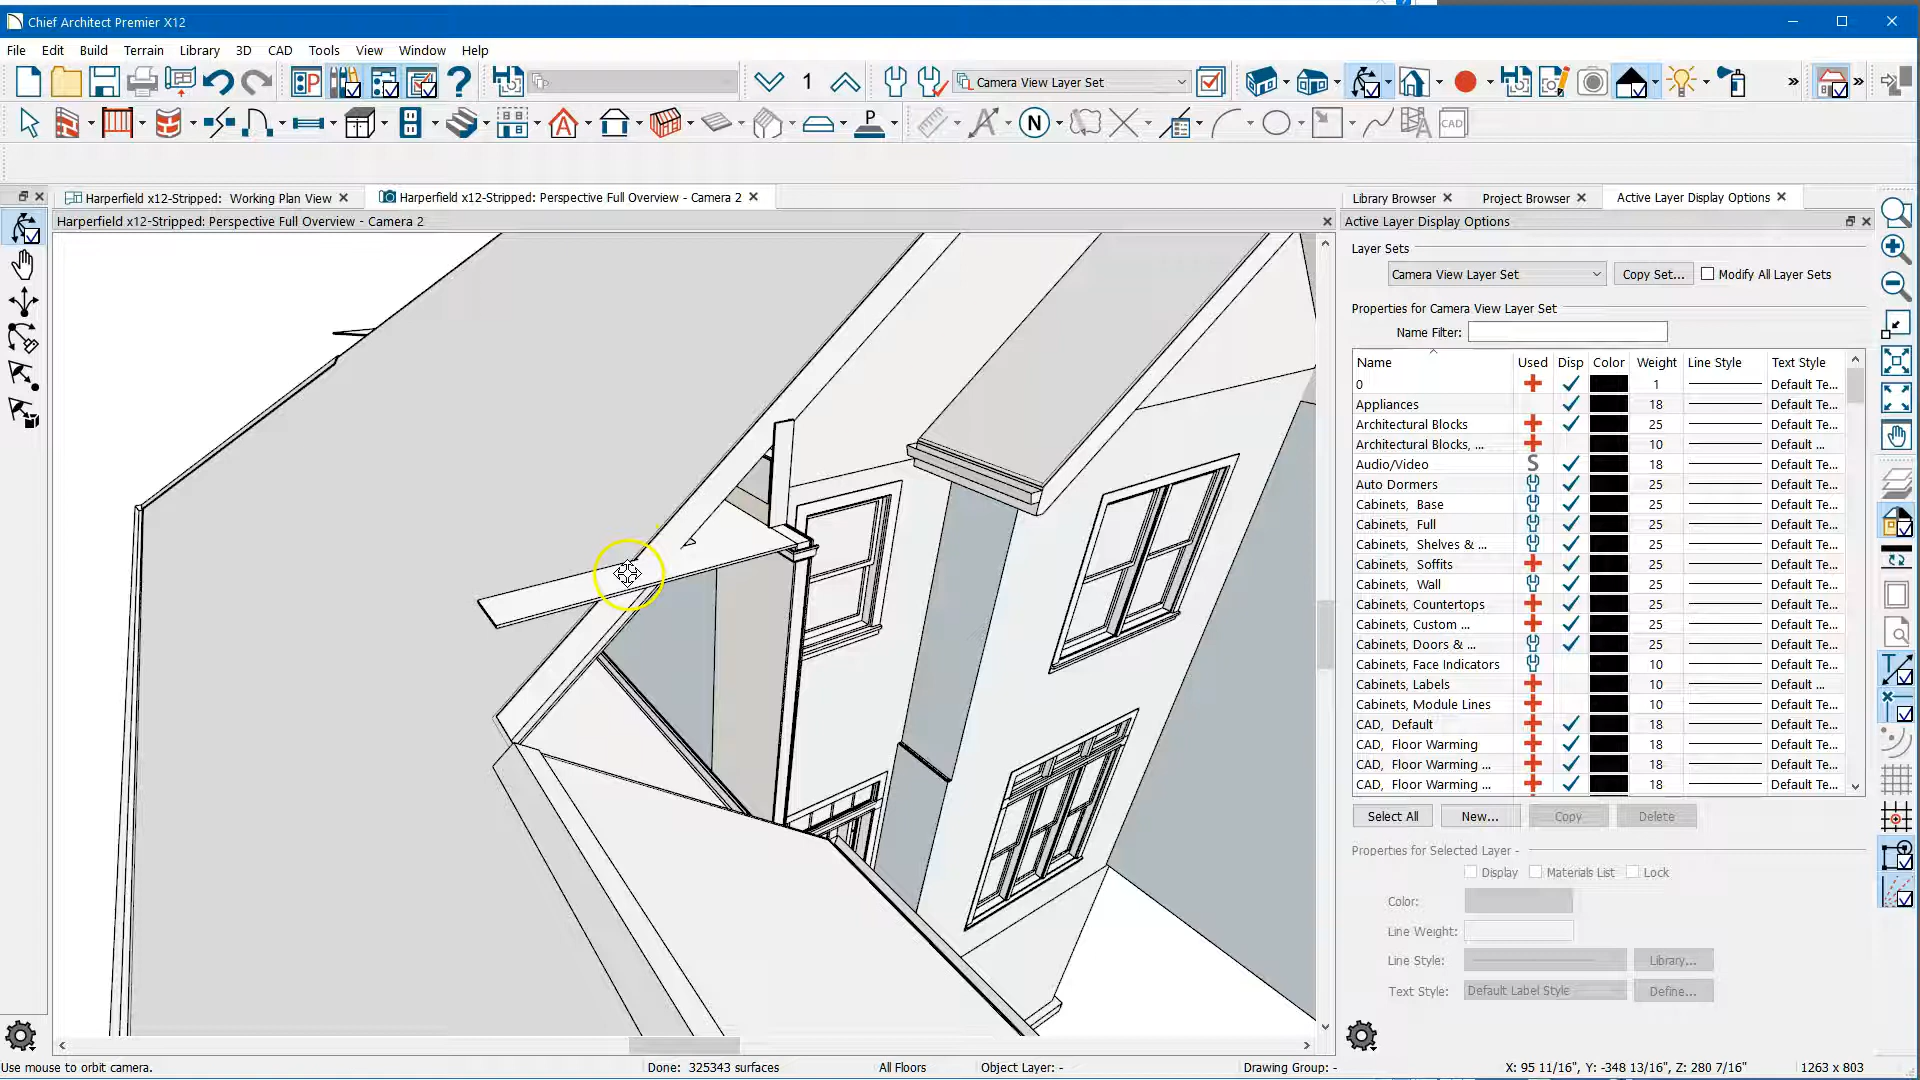 Chief Architect Premier X12
File Edit Build Terrain Library 3D CAD Tools View Window Help
P ? 1 Camera View Layer Set
P N CAD
Harperfield x12-Stripped: Working Plan View
Harperfield x12-Stripped: Perspective Full Overview - Camera 2
Library Browser Project Browser Active Layer Display Options
Harperfield x12-Stripped: Perspective Full Overview - Camera 2
Active Layer Display Options
Layer Sets
Camera View Layer Set Copy Set... Modify All Layer Sets
Properties for Camera View Layer Set
Name Filter:
Name Used Disp Color Weight Line Style Text Style
0 1 Default Te...
Appliances 18 Default Te...
Architectural Blocks 25 Default Te...
Architectural Blocks, ... 10 Default ...
Audio/Video S 18 Default Te...
Auto Dormers 25 Default Te...
Cabinets, Base 25 Default Te...
Cabinets, Full 25 Default Te...
Cabinets, Shelves & ... 25 Default Te...
Cabinets, Soffits 25 Default Te...
Cabinets, Wall 25 Default Te...
Cabinets, Countertops 25 Default Te...
Cabinets, Custom ... 25 Default Te...
Cabinets, Doors & ... 25 Default Te...
Cabinets, Face Indicators 10 Default Te...
Cabinets, Labels 10 Default ...
Cabinets, Module Lines 10 Default Te...
CAD, Default 18 Default Te...
CAD, Floor Warming 18 Default Te...
CAD, Floor Warming ... 18 Default Te...
CAD, Floor Warming ... 18 Default Te...
Select All New... Copy Delete
Properties for Selected Layer -
Display Materials List Lock
Color:
Line Weight:
Line Style: Library...
Text Style: Default Label Style Define...
Use mouse to orbit camera. Done: 325343 surfaces All Floors Object Layer: - Drawing Group: - X: 95 11/16", Y: -348 13/16", Z: 280 7/16" 1263 x 803